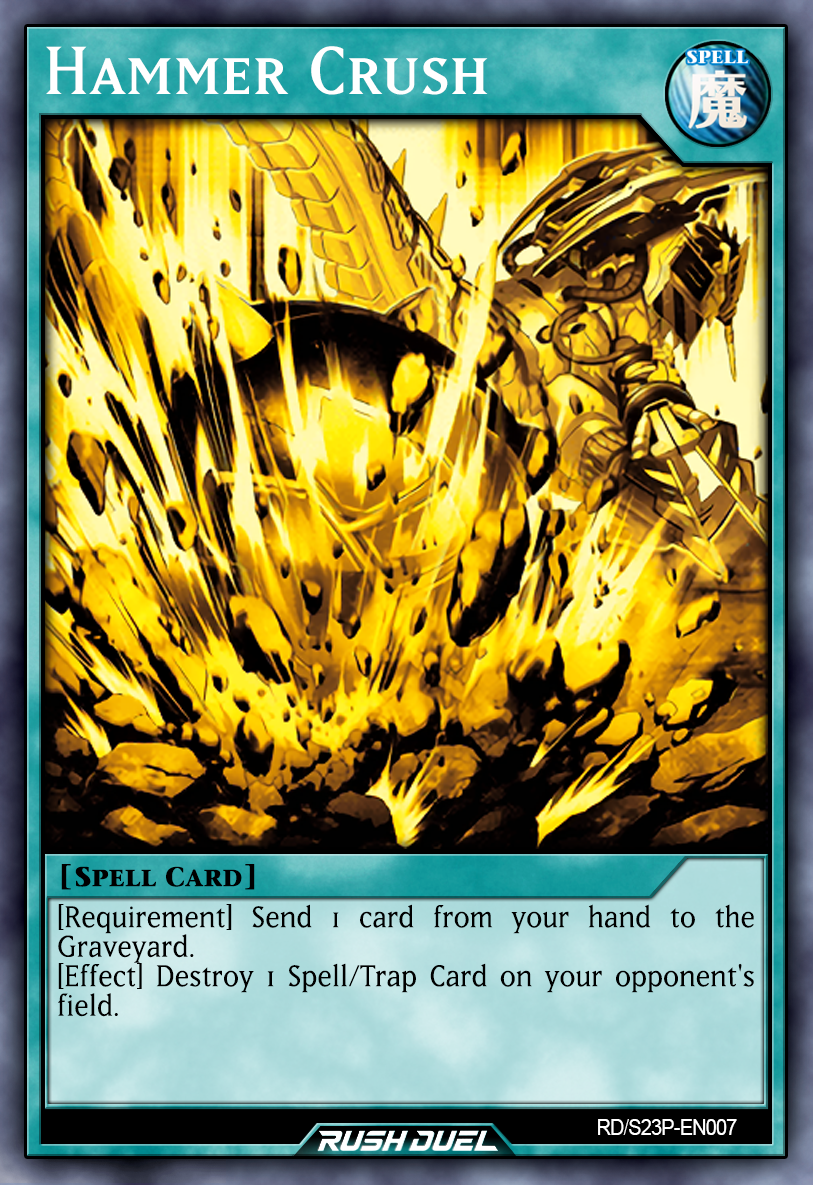 Hammer Crush
SPELL
魔
[Spell Card]
[Requirement] Send 1 card from your hand to the
Graveyard.
[Effect] Destroy 1 Spell/Trap Card on your opponent's
field.
RD/S23P-EN007
RUSH DUEL